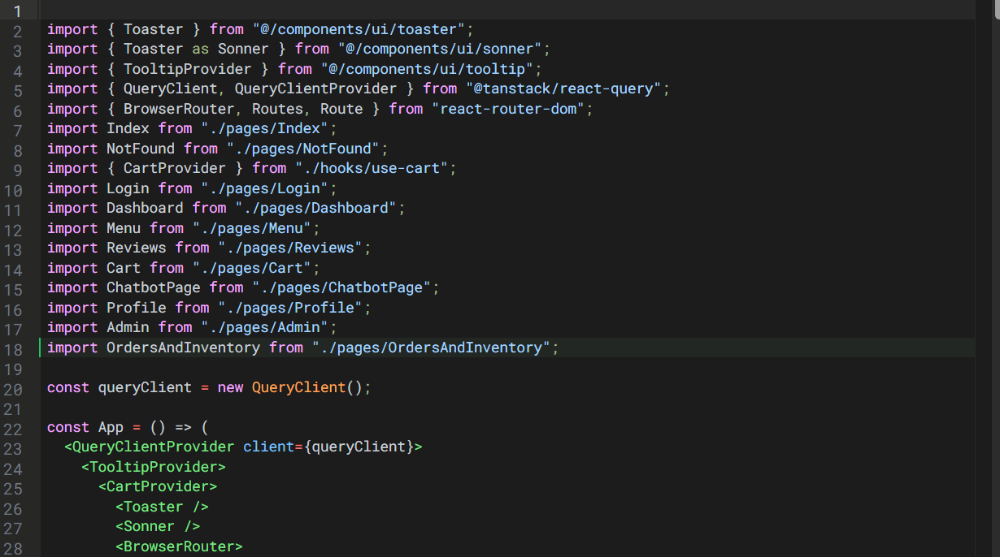 1
2 import { Toaster } from "@/components/ui/toaster";
3 import { Toaster as Sonner } from "@/components/ui/sonner";
4 import { TooltipProvider } from "@/components/ui/tooltip";
5 import { QueryClient, QueryClientProvider } from "@tanstack/react-query";
6 import { BrowserRouter, Routes, Route } from "react-router-dom";
7 import Index from "./pages/Index";
8 import NotFound from "./pages/NotFound";
9 import { CartProvider } from "./hooks/use-cart";
10 import Login from "./pages/Login";
11 import Dashboard from "./pages/Dashboard";
12 import Menu from "./pages/Menu";
13 import Reviews from "./pages/Reviews";
14 import Cart from "./pages/Cart";
15 import ChatbotPage from "./pages/ChatbotPage";
16 import Profile from "./pages/Profile";
17 import Admin from "./pages/Admin";
18 import OrdersAndInventory from "./pages/OrdersAndInventory";
19
20 const queryClient = new QueryClient();
21
22 const App = () => (
23   <QueryClientProvider client={queryClient}>
24     <TooltipProvider>
25       <CartProvider>
26         <Toaster />
27         <Sonner />
28         <BrowserRouter>